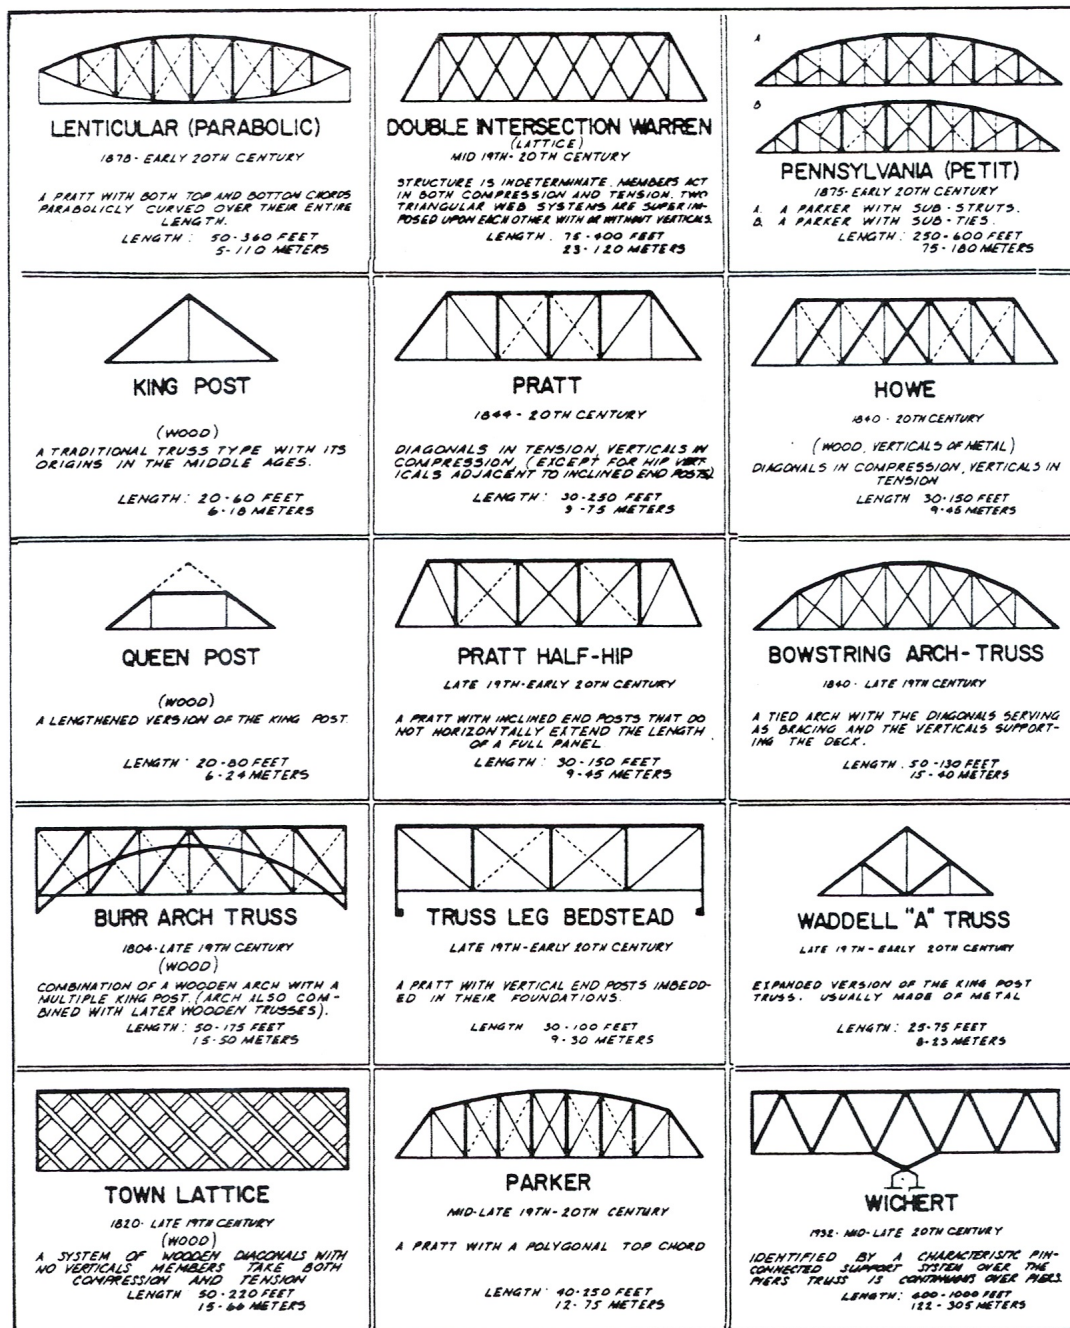 LENTICULAR (PARABOLIC)
1878 - EARLY 20TH CENTURY
A PRATT WITH BOTH TOP AND BOTTOM CHORDS
PARABOLICLY CURVED OVER THEIR ENTIRE
LENGTH.
LENGTH: 50-360 FEET
5-110 METERS
DOUBLE INTERSECTION WARREN
(LATTICE)
MID 19TH-20TH CENTURY
STRUCTURE IS INDETERMINATE. MEMBERS ACT
IN BOTH COMPRESSION AND TENSION. TWO
TRIANGULAR WEB SYSTEMS ARE SUPERIM-
POSED UPON EACH OTHER WITH OR WITHOUT VERTICALS.
LENGTH. 75-400 FEET
23-120 METERS
A
B
PENNSYLVANIA (PETIT)
1875-EARLY 20TH CENTURY
A. A PARKER WITH SUB-STRUTS.
B. A PARKER WITH SUB-TIES.
LENGTH: 250-600 FEET
75-180 METERS
KING POST
(WOOD)
A TRADITIONAL TRUSS TYPE WITH ITS
ORIGINS IN THE MIDDLE AGES.
LENGTH: 20-60 FEET
6-18 METERS
PRATT
1844 - 20TH CENTURY
DIAGONALS IN TENSION, VERTICALS IN
COMPRESSION, (EXCEPT FOR HIP VERT-
ICALS ADJACENT TO INCLINED END POSTS).
LENGTH: 30-250 FEET
9-75 METERS
HOWE
1840-20TH CENTURY
(WOOD, VERTICALS OF METAL)
DIAGONALS IN COMPRESSION, VERTICALS IN
TENSION
LENGTH 30-150 FEET
9-45 METERS
QUEEN POST
(WOOD)
A LENGTHENED VERSION OF THE KING POST.
LENGTH: 20-80 FEET
6-24 METERS
PRATT HALF-HIP
LATE 19TH-EARLY 20TH CENTURY
A PRATT WITH INCLINED END POSTS THAT DO
NOT HORIZONTALLY EXTEND THE LENGTH
OF A FULL PANEL
LENGTH: 30-150 FEET
9-45 METERS
BOWSTRING ARCH-TRUSS
1840-LATE 19TH CENTURY
A TIED ARCH WITH THE DIAGONALS SERVING
AS BRACING AND THE VERTICALS SUPPORT-
ING THE DECK.
LENGTH. 50-130 FEET
15-40 METERS
BURR ARCH TRUSS
1804-LATE 19TH CENTURY
(WOOD)
COMBINATION OF A WOODEN ARCH WITH A
MULTIPLE KING POST. (ARCH ALSO COM-
BINED WITH LATER WOODEN TRUSSES).
LENGTH: 50-175 FEET
15-50 METERS
TRUSS LEG BEDSTEAD
LATE 19TH-EARLY 20TH CENTURY
A PRATT WITH VERTICAL END POSTS IMBEDD-
ED IN THEIR FOUNDATIONS.
LENGTH 30-100 FEET
9-30 METERS
WADDELL "A" TRUSS
LATE 19TH-EARLY 20TH CENTURY
EXPANDED VERSION OF THE KING POST
TRUSS. USUALLY MADE OF METAL
LENGTH: 25-75 FEET
8-23 METERS
TOWN LATTICE
1820-LATE 19TH CENTURY
(WOOD)
A SYSTEM OF WOODEN DIAGONALS WITH
NO VERTICALS MEMBERS TAKE BOTH
COMPRESSION AND TENSION
LENGTH 50-220 FEET
15-66 METERS
PARKER
MID-LATE 19TH-20TH CENTURY
A PRATT WITH A POLYGONAL TOP CHORD
LENGTH: 40-250 FEET
12-75 METERS
WICHERT
1932-MID-LATE 20TH CENTURY
IDENTIFIED BY A CHARACTERISTIC PIN-
CONNECTED SUPPORT SYSTEM OVER THE
PIERS TRUSS IS CONTINUOUS OVER PIERS.
LENGTH: 400-1000 FEET
122-305 METERS